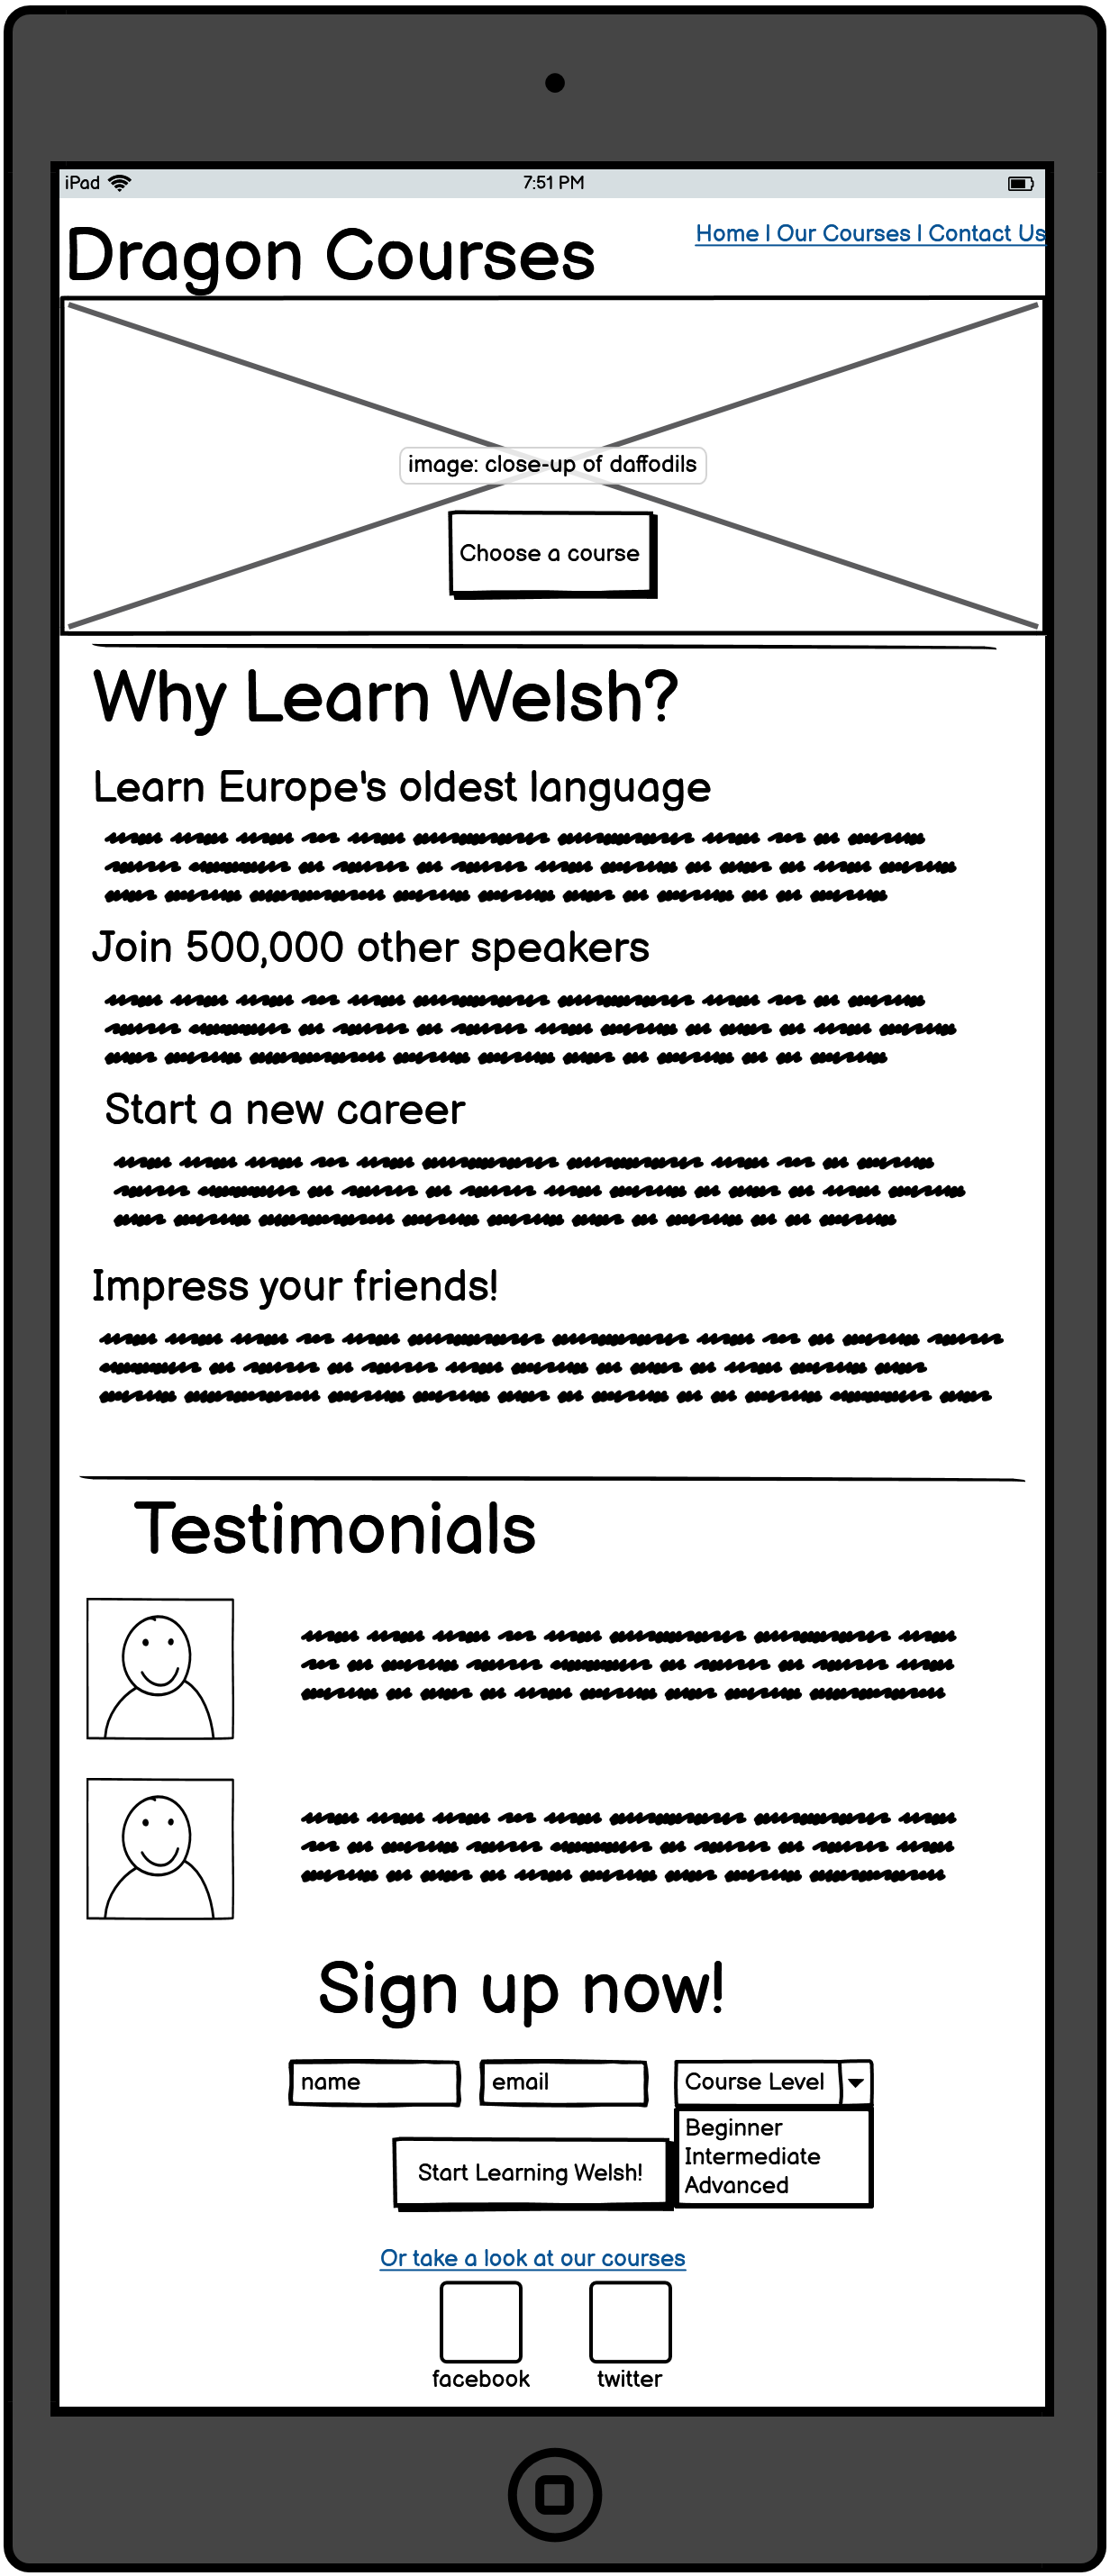 iPad
7:51 PM
Dragon Courses
Home | Our Courses | Contact Us
image: close-up of daffodils
Choose a course
Why Learn Welsh?
Learn Europe's oldest language
Join 500,000 other speakers
Start a new career
Impress your friends!
Testimonials
Sign up now!
name
email
Course Level
Beginner
Intermediate
Advanced
Start Learning Welsh!
Or take a look at our courses
facebook
twitter